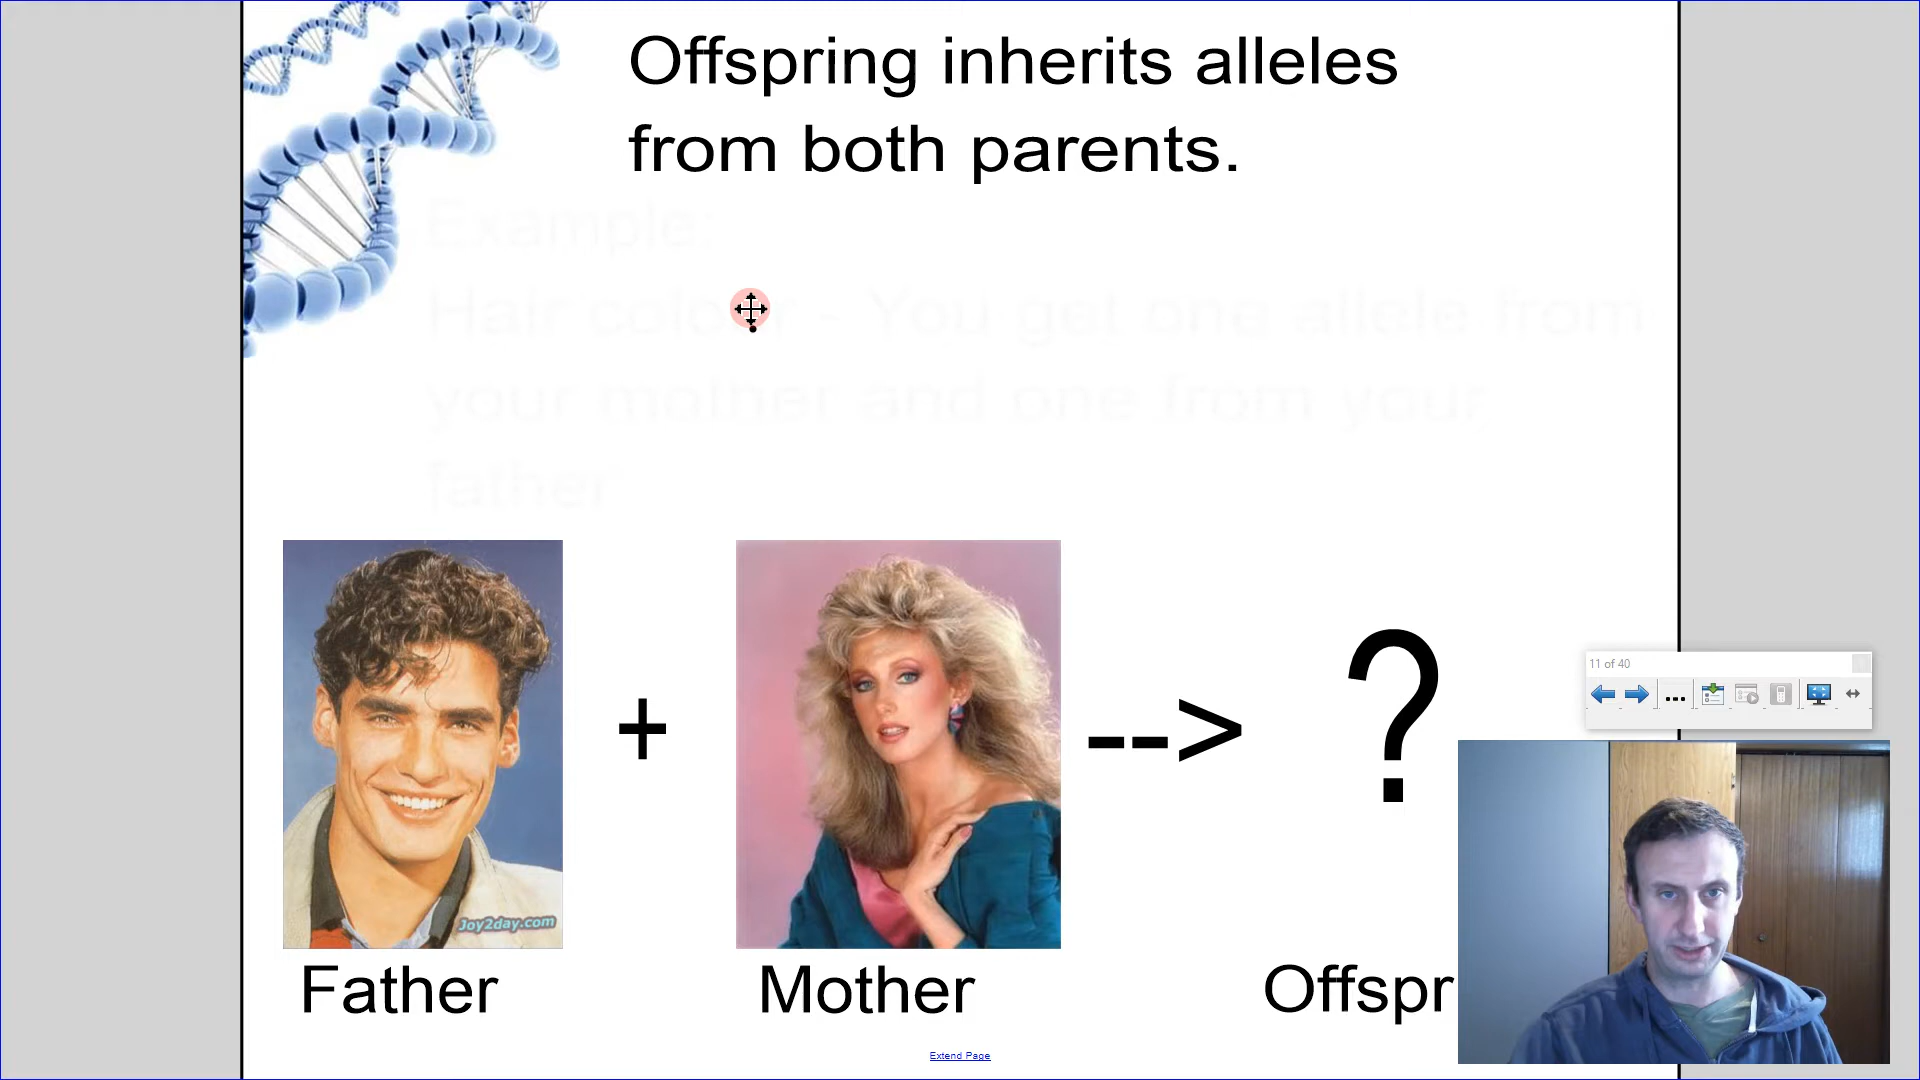 Offspring inherits alleles
from both parents.
Example:
Hair colour - You get one allele from
your mother and one from your
father
11 of 40
+
-->
?
Joy2day.com
Father
Mother
Offspr
Extend Page